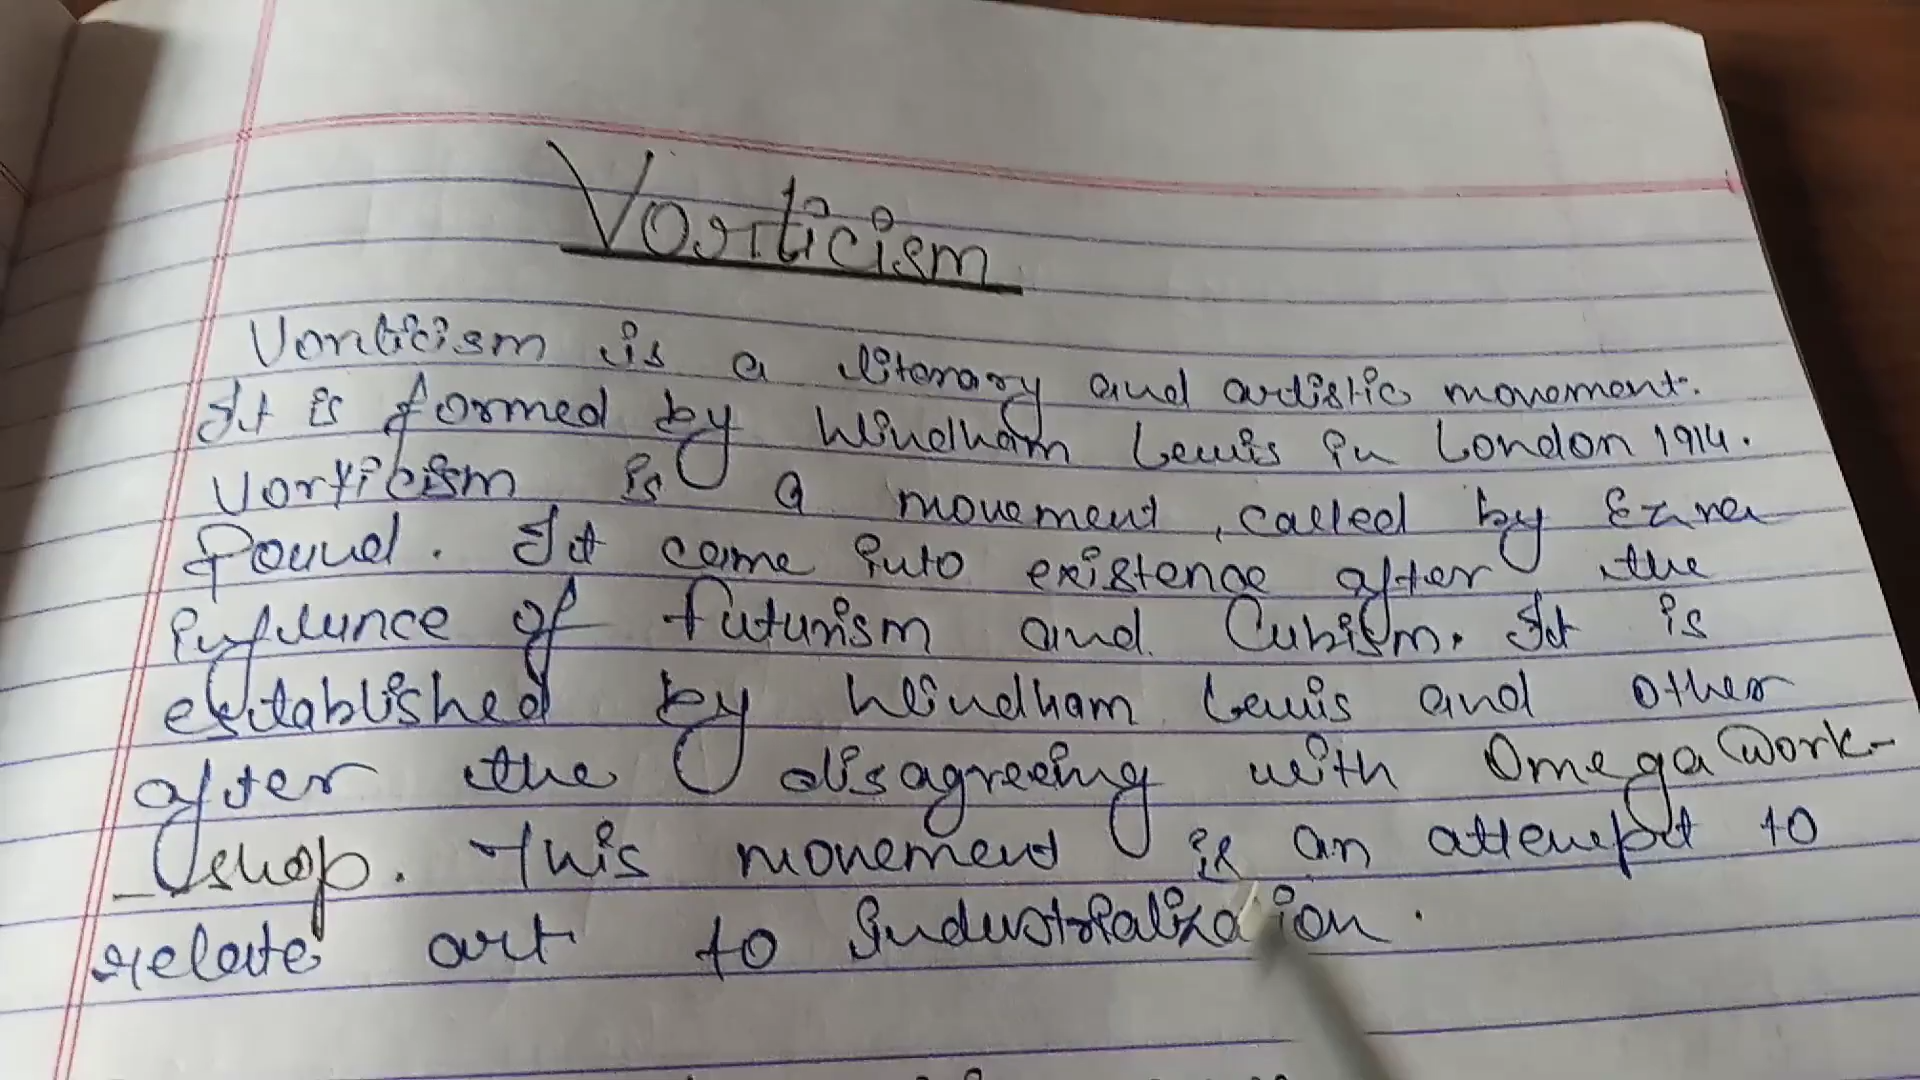 Vorticism
Vorticism is a literary and artistic movement.
It is formed by Windham Lewis in London 1914.
Vorticism is a movement, called by Ezra
Pound. It came into existence after the
influnce of futurism and Cubism. It is
established by Windham Lewis and other
after the disagreeing with Omega Work-
shop. This movement is an attempt to
relate art to Industrialization.